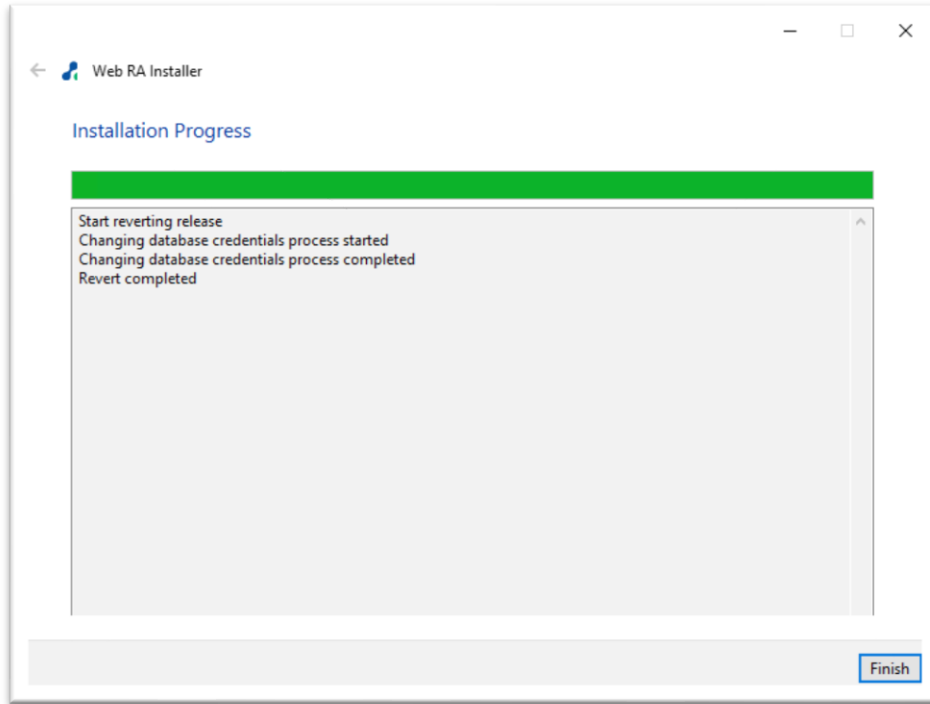 Web RA Installer
Installation Progress
Start reverting release
Changing database credentials process started
Changing database credentials process completed
Revert completed
Finish